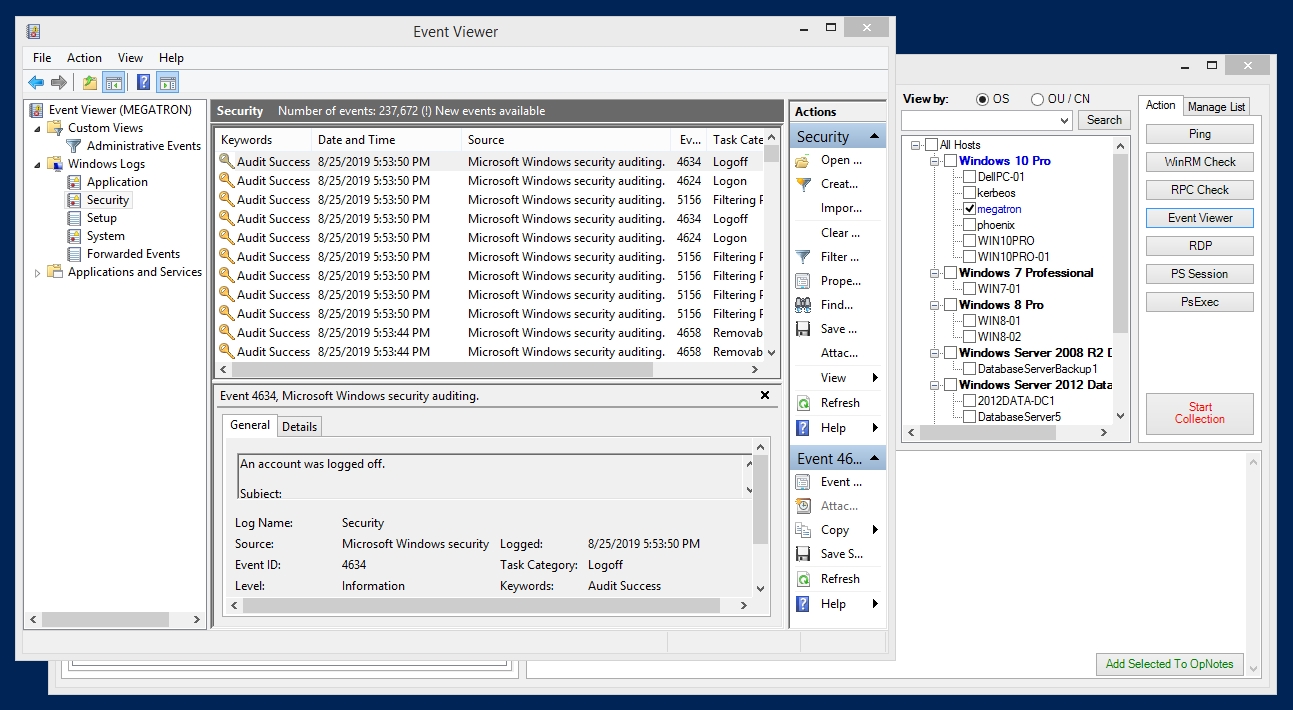 Event Viewer
File Action View Help
Event Viewer (MEGATRON)
Custom Views
Administrative Events
Windows Logs
Application
Security
Setup
System
Forwarded Events
Applications and Services
Security Number of events: 237,672 (!) New events available
Keywords Date and Time Source Ev... Task Cate
Audit Success 8/25/2019 5:53:50 PM Microsoft Windows security auditing. 4634 Logoff
Audit Success 8/25/2019 5:53:50 PM Microsoft Windows security auditing. 4624 Logon
Audit Success 8/25/2019 5:53:50 PM Microsoft Windows security auditing. 5156 Filtering P
Audit Success 8/25/2019 5:53:50 PM Microsoft Windows security auditing. 4634 Logoff
Audit Success 8/25/2019 5:53:50 PM Microsoft Windows security auditing. 4624 Logon
Audit Success 8/25/2019 5:53:50 PM Microsoft Windows security auditing. 5156 Filtering P
Audit Success 8/25/2019 5:53:50 PM Microsoft Windows security auditing. 5156 Filtering P
Audit Success 8/25/2019 5:53:50 PM Microsoft Windows security auditing. 5156 Filtering P
Audit Success 8/25/2019 5:53:50 PM Microsoft Windows security auditing. 5156 Filtering P
Audit Success 8/25/2019 5:53:44 PM Microsoft Windows security auditing. 4658 Removab
Audit Success 8/25/2019 5:53:44 PM Microsoft Windows security auditing. 4658 Removab
Event 4634, Microsoft Windows security auditing.
General Details
An account was logged off.
Subject:
Log Name: Security
Source: Microsoft Windows security Logged: 8/25/2019 5:53:50 PM
Event ID: 4634 Task Category: Logoff
Level: Information Keywords: Audit Success
Actions
Security
Open ...
Creat...
Impor...
Clear ...
Filter ...
Prope...
Find...
Save ...
Attac...
View
Refresh
Help
Event 46...
Event ...
Attac...
Copy
Save S...
Refresh
Help
View by: OS OU / CN
Search
All Hosts
Windows 10 Pro
DellPC-01
kerbeos
megatron
phoenix
WIN10PRO
WIN10PRO-01
Windows 7 Professional
WIN7-01
Windows 8 Pro
WIN8-01
WIN8-02
Windows Server 2008 R2 D
DatabaseServerBackup1
Windows Server 2012 Data
2012DATA-DC1
DatabaseServer5
Action Manage List
Ping
WinRM Check
RPC Check
Event Viewer
RDP
PS Session
PsExec
Start
Collection
Add Selected To OpNotes